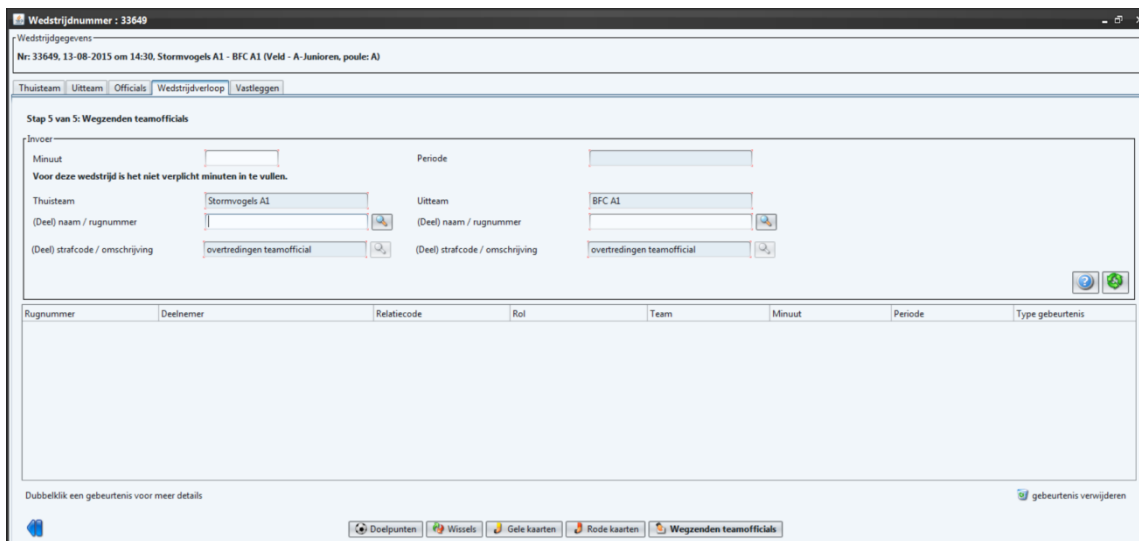 Wedstrijdnummer : 33649
Wedstrijdgegevens
Nr: 33649, 13-08-2015 om 14:30, Stormvogels A1 - BFC A1 (Veld - A-Junioren, poule: A)
Thuisteam Uitteam Officials Wedstrijdverloop Vastleggen
Stap 5 van 5: Wegzenden teamofficials
Invoer
Minuut Periode
Voor deze wedstrijd is het niet verplicht minuten in te vullen.
Thuisteam Stormvogels A1 Uitteam BFC A1
(Deel) naam / rugnummer (Deel) naam / rugnummer
(Deel) strafcode / omschrijving overtredingen teamofficial (Deel) strafcode / omschrijving overtredingen teamofficial
Rugnummer Deelnemer Relatiecode Rol Team Minuut Periode Type gebeurtenis
Dubbelklik een gebeurtenis voor meer details gebeurtenis verwijderen
Doelpunten Wissels Gele kaarten Rode kaarten Wegzenden teamofficials